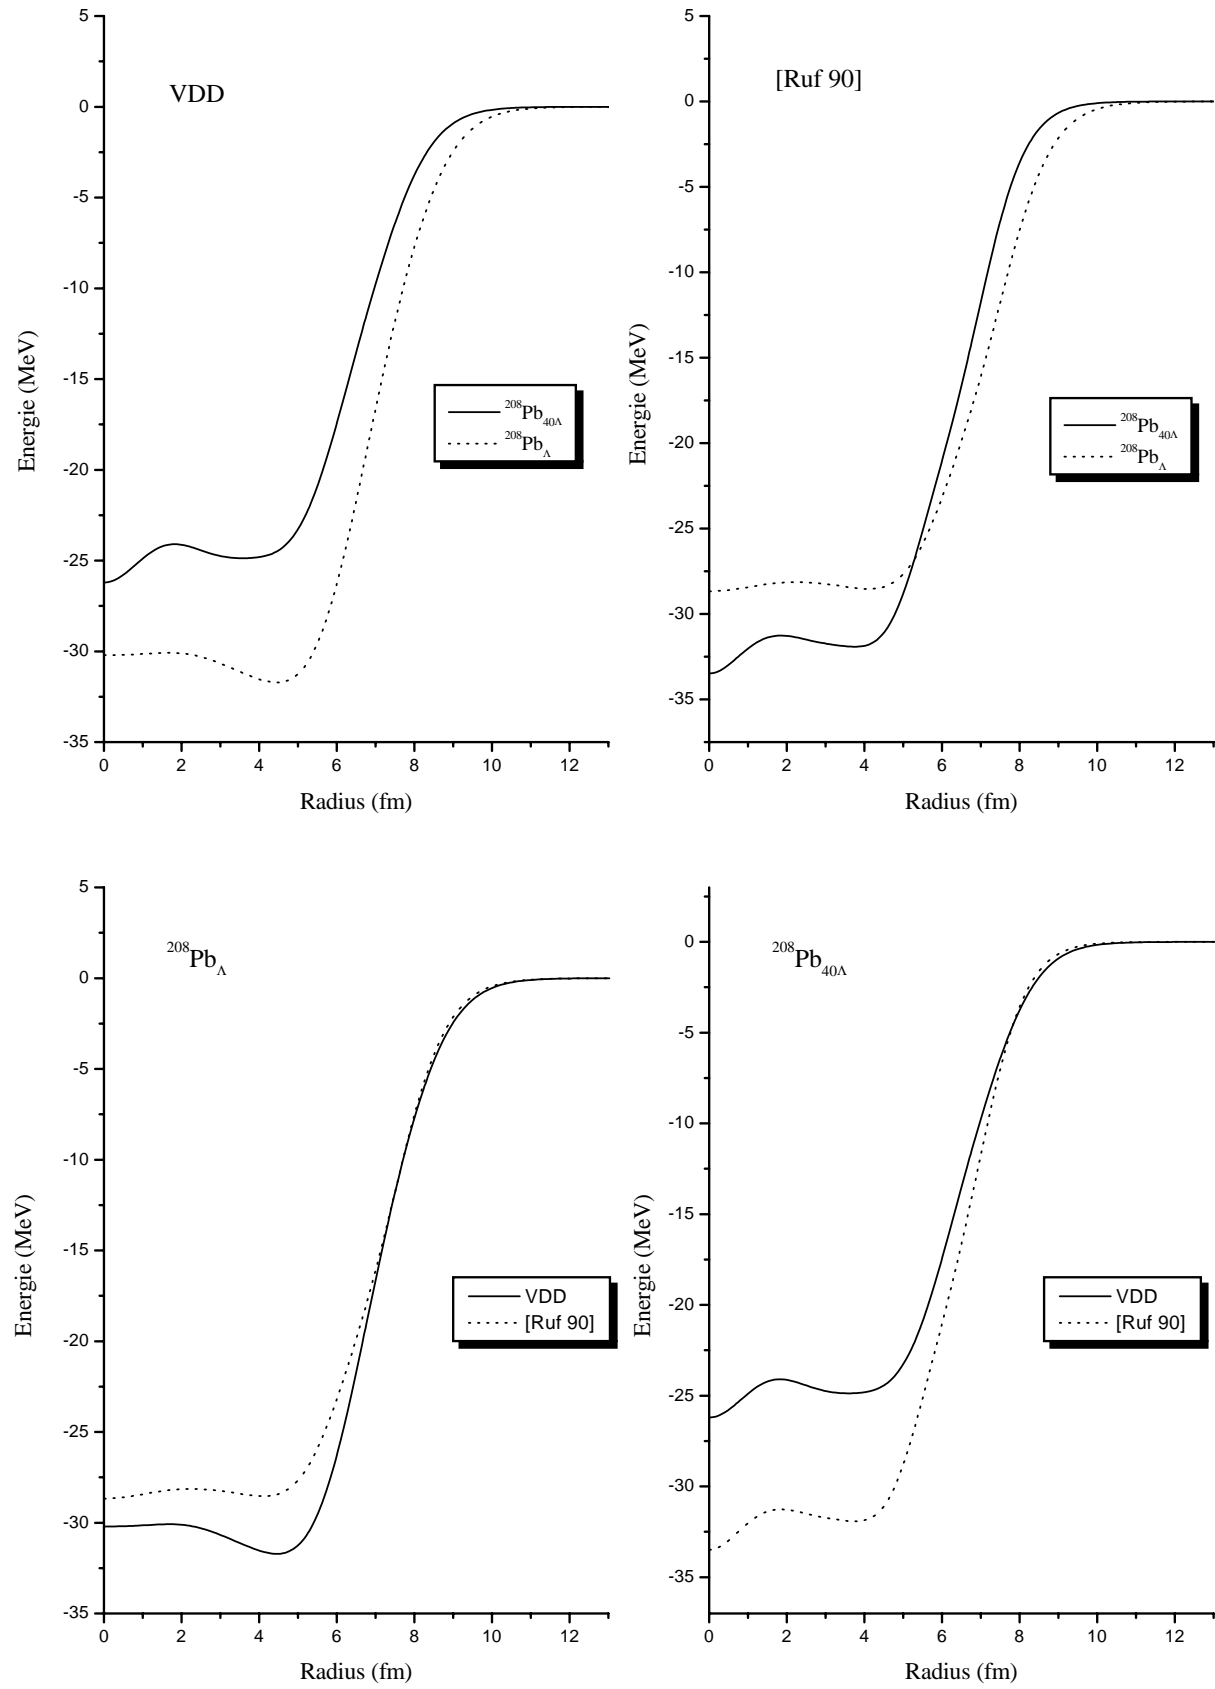 VDD
5
0
-5
-10
-15
-20
-25
-30
-35
Energie (MeV)
²⁰⁸Pb₄₀Λ
²⁰⁸PbΛ
0 2 4 6 8 10 12
Radius (fm)
[Ruf 90]
5
0
-5
-10
-15
-20
-25
-30
-35
Energie (MeV)
²⁰⁸Pb₄₀Λ
²⁰⁸PbΛ
0 2 4 6 8 10 12
Radius (fm)
²⁰⁸PbΛ
5
0
-5
-10
-15
-20
-25
-30
-35
Energie (MeV)
VDD
[Ruf 90]
0 2 4 6 8 10 12
Radius (fm)
²⁰⁸Pb₄₀Λ
0
-5
-10
-15
-20
-25
-30
-35
Energie (MeV)
VDD
[Ruf 90]
0 2 4 6 8 10 12
Radius (fm)